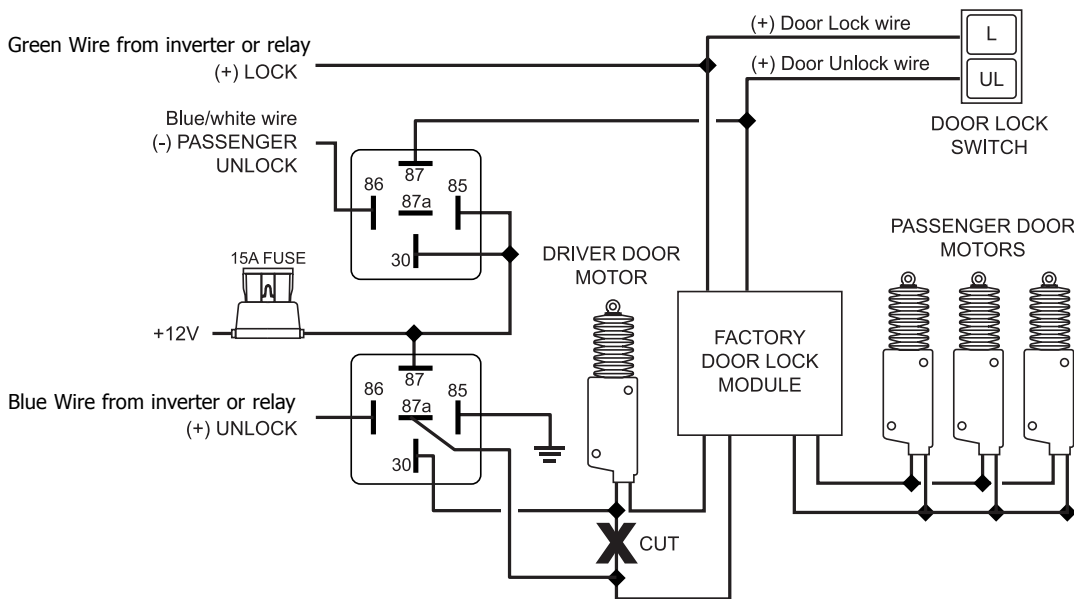 (+) Door Lock wire
Green Wire from inverter or relay
(+) LOCK
(+) Door Unlock wire
L
UL
DOOR LOCK
SWITCH
Blue/white wire
(-) PASSENGER
UNLOCK
87
86
85
87a
30
15A FUSE
+12V
DRIVER DOOR
MOTOR
PASSENGER DOOR
MOTORS
FACTORY
DOOR LOCK
MODULE
87
86
85
87a
30
Blue Wire from inverter or relay
(+) UNLOCK
CUT